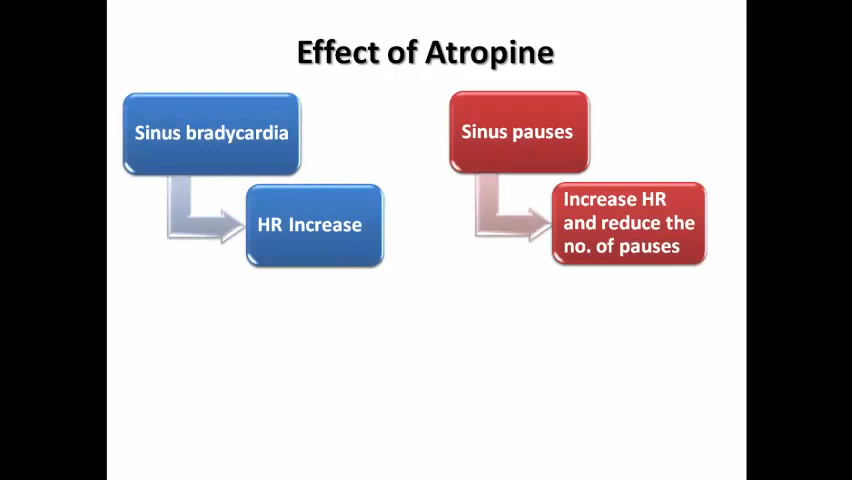 Effect of Atropine
Sinus bradycardia
HR Increase
Sinus pauses
Increase HR
and reduce the
no. of pauses